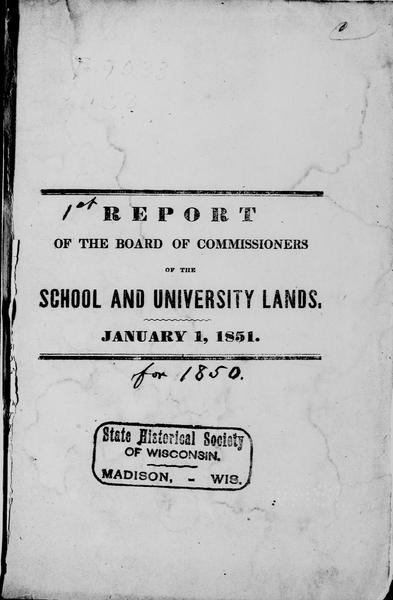 1st REPORT
OF THE BOARD OF COMMISSIONERS
OF THE
SCHOOL AND UNIVERSITY LANDS.
JANUARY 1, 1851.
for 1850.
State Historical Society
OF WISCONSIN.
MADISON, - WIS.